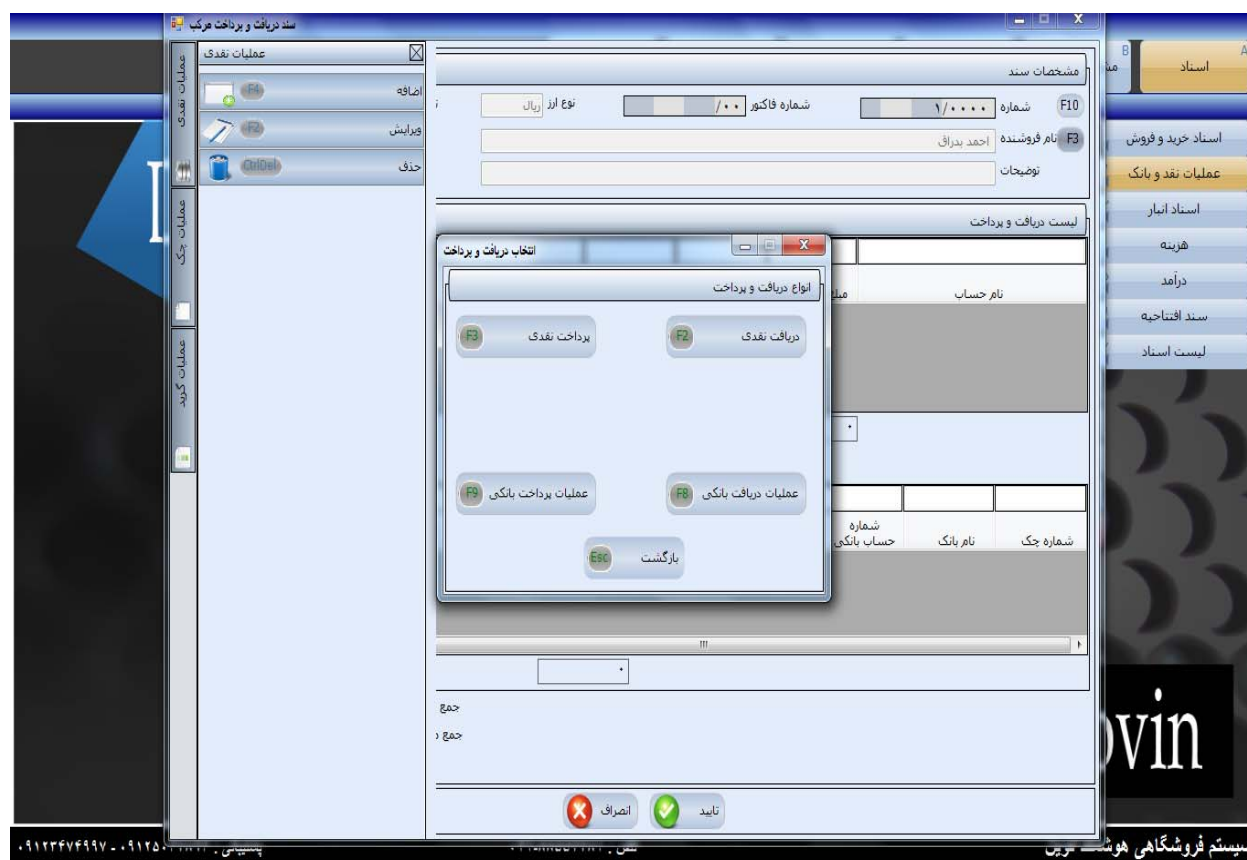 سند دریافت و پرداخت مرکب
X
A
اسناد
B
اسناد خرید و فروش
عملیات نقد و بانک
اسناد انبار
هزینه
درآمد
سند افتتاحیه
لیست اسناد
عملیات نقدی
اضافه F4
ویرایش F2
حذف CtrlDel
عملیات نقدی
عملیات چک
عملیات گرید
مشخصات سند
F10 شماره ۱/۰۰۰۰ شماره فاکتور /۰۰ نوع ارز ریال
F3 نام فروشنده احمد بدراق
توضیحات
لیست دریافت و پرداخت
نام حساب
انتخاب دریافت و پرداخت
X
انواع دریافت و پرداخت
دریافت نقدی F2 پرداخت نقدی F3
عملیات دریافت بانکی F8 عملیات پرداخت بانکی F9
بازگشت Esc
شماره چک نام بانک شماره حساب بانکی
جمع
جمع
تایید انصراف
vin